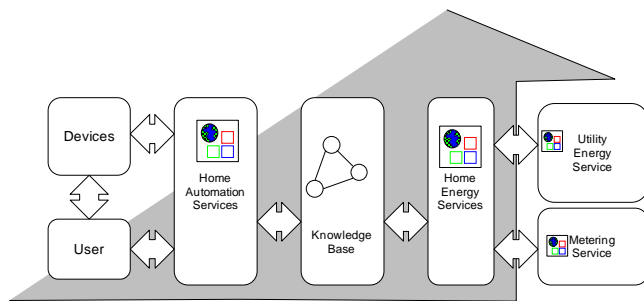 Devices
User
Home
Automation
Services
Knowledge
Base
Home
Energy
Services
Utility
Energy
Service
Metering
Service